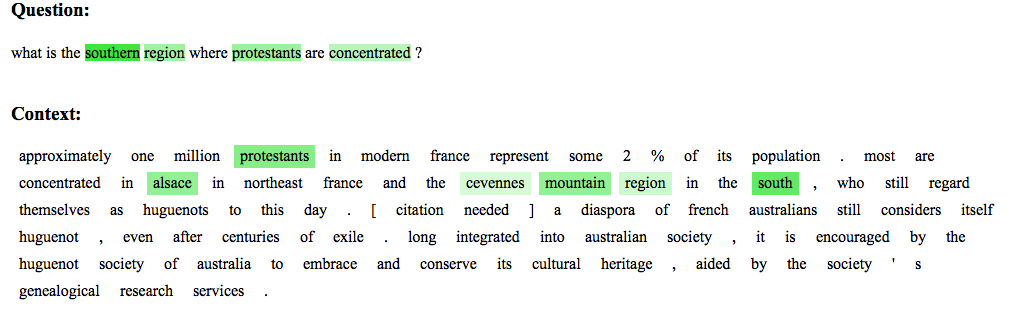 Question:
what is the southern region where protestants are concentrated ?
Context:
approximately one million protestants in modern france represent some 2 % of its population . most are
concentrated in alsace in northeast france and the cevennes mountain region in the south , who still regard
themselves as huguenots to this day . [ citation needed ] a diaspora of french australians still considers itself
huguenot , even after centuries of exile . long integrated into australian society , it is encouraged by the
huguenot society of australia to embrace and conserve its cultural heritage , aided by the society ' s
genealogical research services .